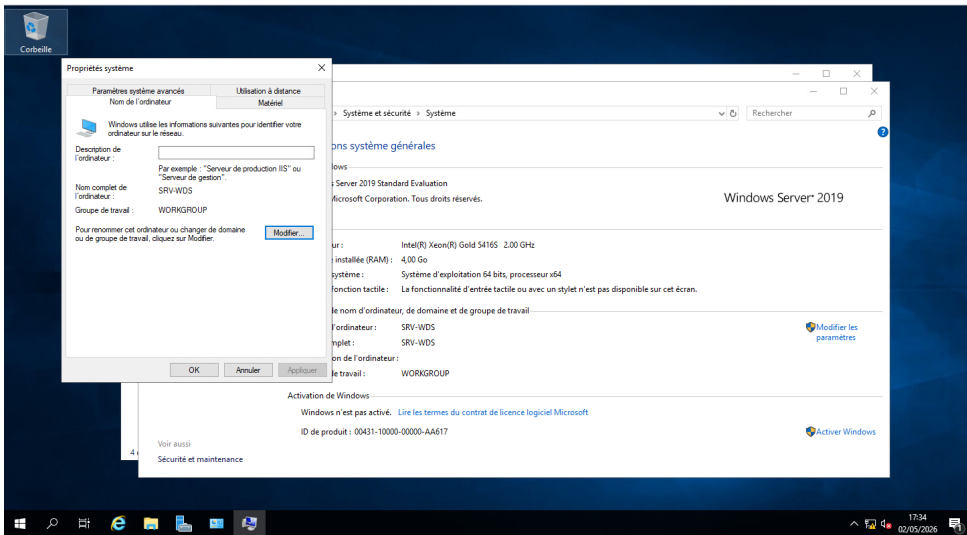 Corbeille
Propriétés système
Paramètres système avancés
Utilisation à distance
Nom de l'ordinateur
Matériel
Windows utilise les informations suivantes pour identifier votre
ordinateur sur le réseau.
Description de
l'ordinateur :
Par exemple : "Serveur de production IIS" ou
"Serveur de gestion".
Nom complet de
l'ordinateur :
SRV-WDS
Groupe de travail :
WORKGROUP
Pour renommer cet ordinateur ou changer de domaine
ou de groupe de travail, cliquez sur Modifier.
Modifier...
OK
Annuler
Appliquer
Système et sécurité
Système
Rechercher
ons système générales
ows
Server 2019 Standard Evaluation
Microsoft Corporation. Tous droits réservés.
Windows Server 2019
ur :
Intel(R) Xeon(R) Gold 5416S 2.00 GHz
installée (RAM) :
4,00 Go
ystème :
Système d'exploitation 64 bits, processeur x64
fonction tactile :
La fonctionnalité d'entrée tactile ou avec un stylet n'est pas disponible sur cet écran.
de nom d'ordinateur, de domaine et de groupe de travail
l'ordinateur :
SRV-WDS
Modifier les
paramètres
mplet :
SRV-WDS
on de l'ordinateur :
de travail :
WORKGROUP
Activation de Windows
Windows n'est pas activé.
Lire les termes du contrat de licence logiciel Microsoft
ID de produit : 00431-10000-00000-AA617
Activer Windows
Voir aussi
Sécurité et maintenance
4
17:34
02/05/2026
1